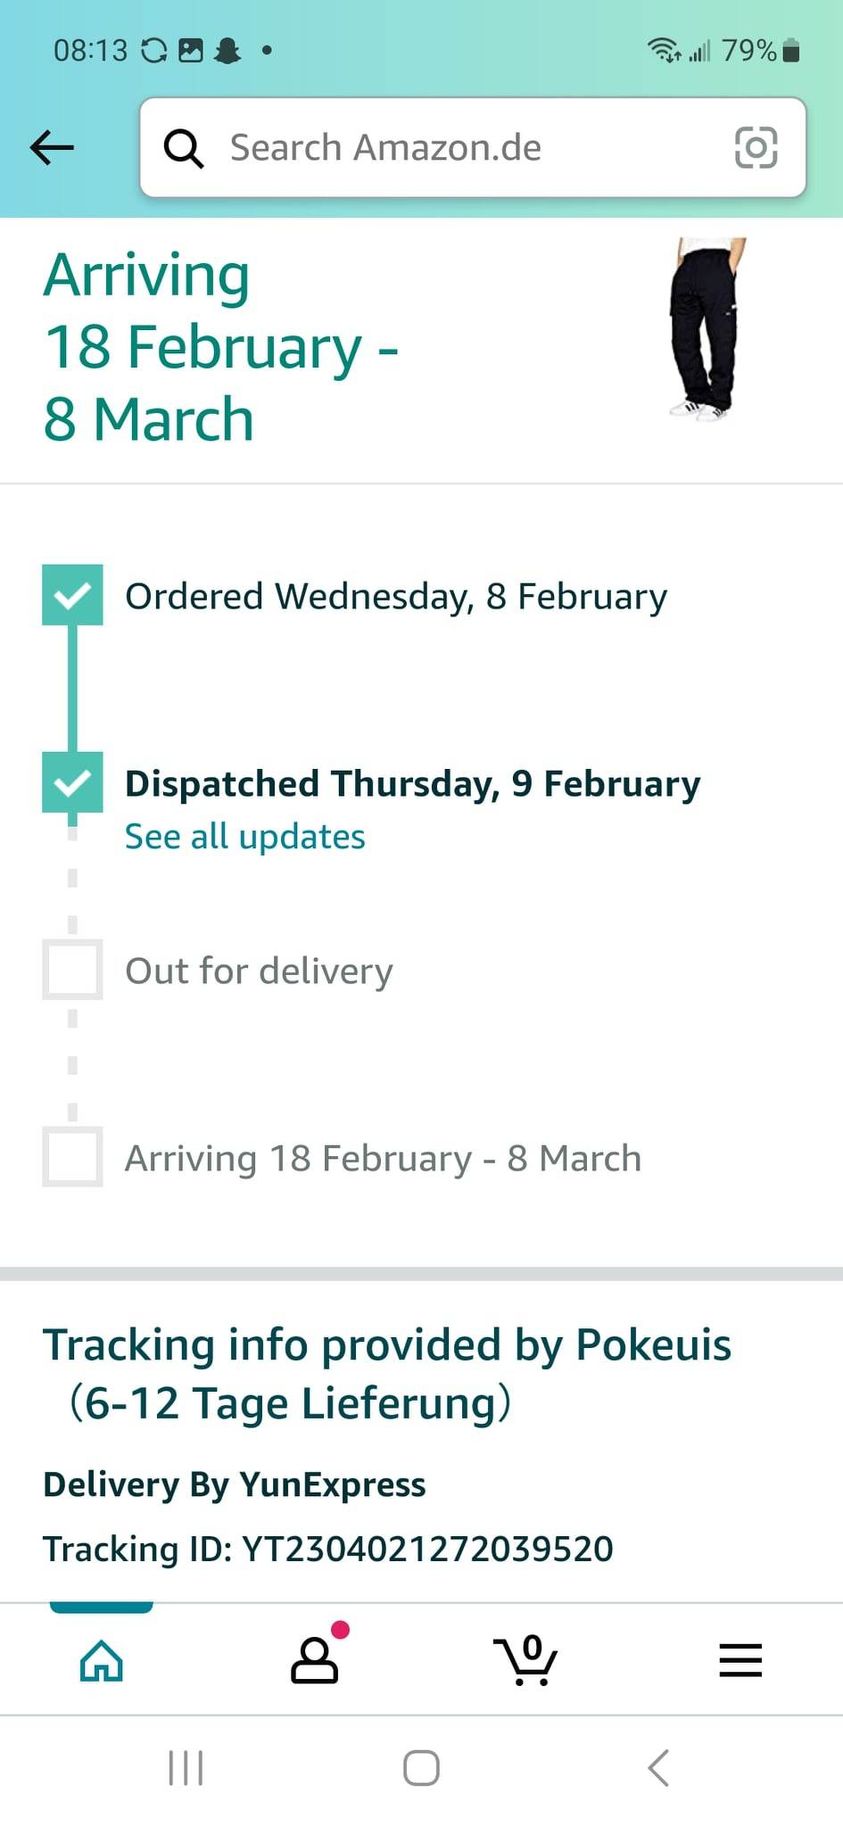 08:13
79%
Search Amazon.de
Arriving
18 February -
8 March
Ordered Wednesday, 8 February
Dispatched Thursday, 9 February
See all updates
Out for delivery
Arriving 18 February - 8 March
Tracking info provided by Pokeuis
（6-12 Tage Lieferung）
Delivery By YunExpress
Tracking ID: YT2304021272039520
0